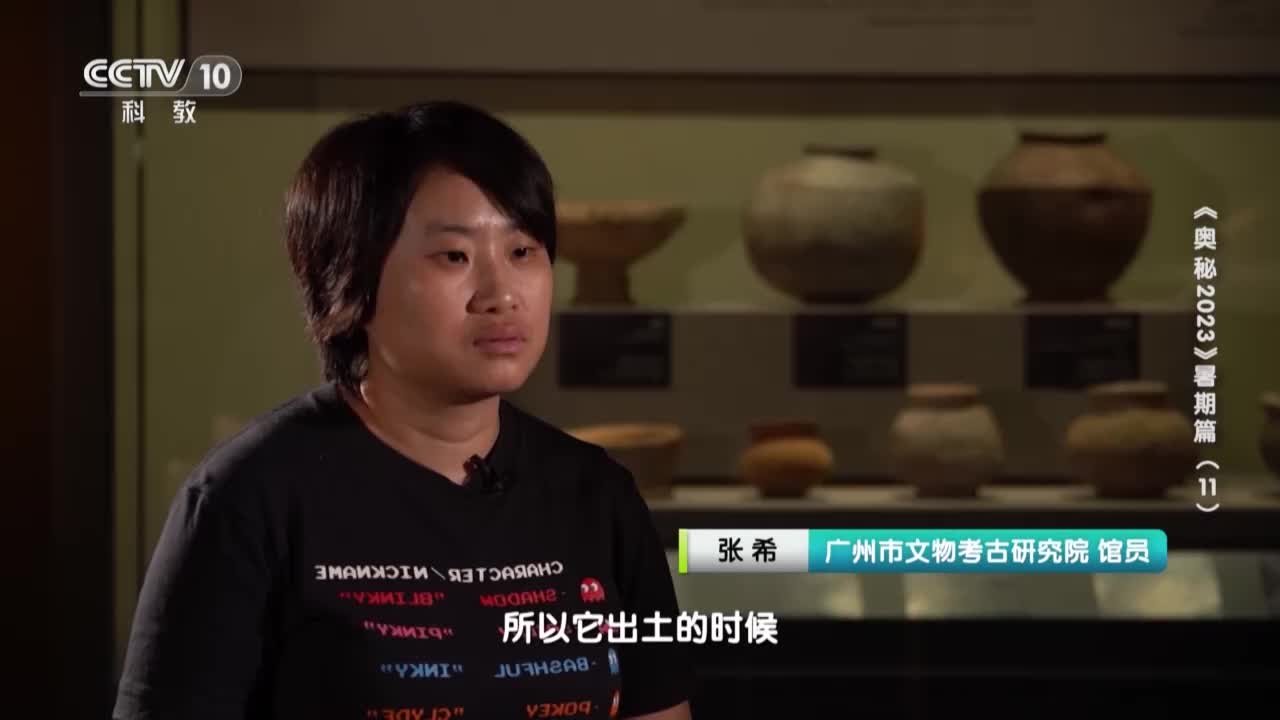 CCTV 10
科教
《奥秘2023》暑期篇（11）
张希
广州市文物考古研究院 馆员
CHARACTER/NICKNAME
-SHADOW "BLINKY"
"PINKY"
-BASHFUL "INKY"
-POKEY "CLYDE"
所以它出土的时候